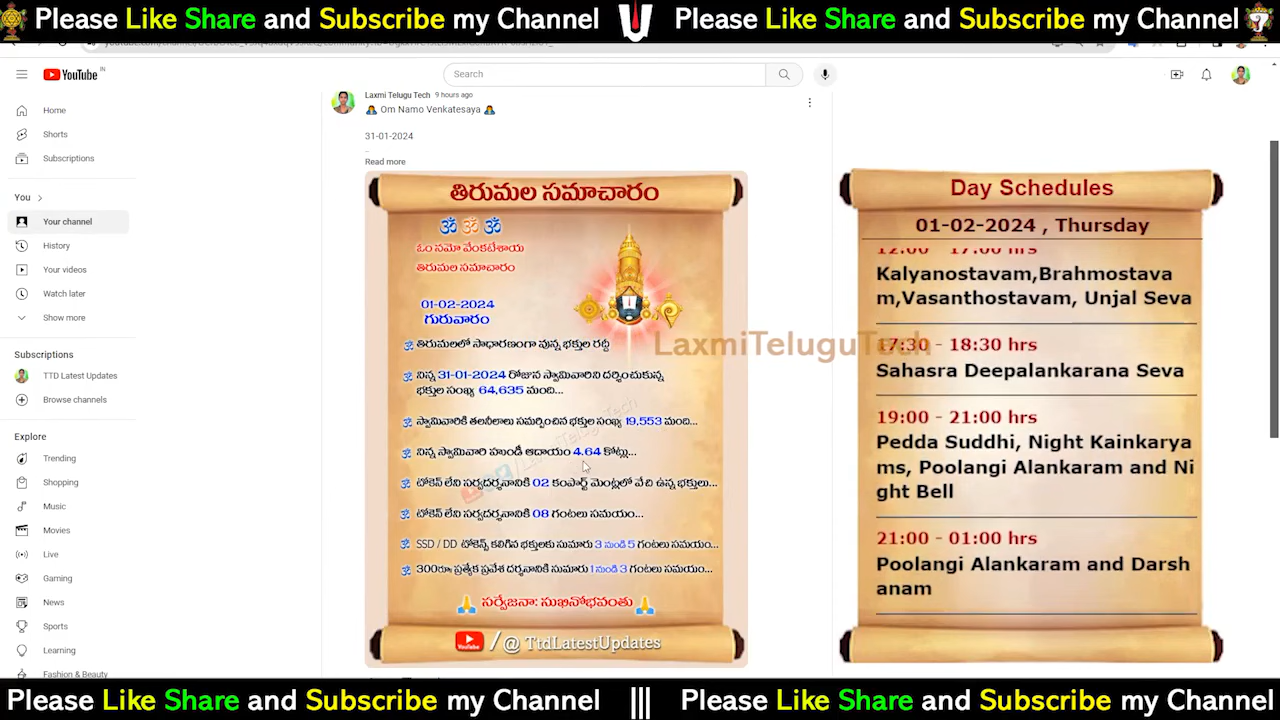 Please Like Share and Subscribe my Channel
Please Like Share and Subscribe my Channel
YouTube IN
Search
Home
Shorts
Subscriptions
You
Your channel
History
Your videos
Watch later
Show more
Subscriptions
TTD Latest Updates
Browse channels
Explore
Trending
Shopping
Music
Movies
Live
Gaming
News
Sports
Learning
Fashion & Beauty
Laxmi Telugu Tech 9 hours ago
Om Namo Venkatesaya
31-01-2024
..
Read more
తిరుమల సమాచారం
ॐ ॐ ॐ
ఓం నమో వేంకటేశాయ
తిరుమల సమాచారం
01-02-2024
గురువారం
ॐ తిరుమలలో సాధారణంగా వున్న భక్తుల రద్దీ
ॐ నిన్న 31-01-2024 రోజున స్వామివారిని దర్శించుకున్న
భక్తుల సంఖ్య 64,635 మంది...
ॐ స్వామివారికి తలనీలాలు సమర్పించిన భక్తుల సంఖ్య 19,553 మంది...
ॐ నిన్న స్వామివారి హుండీ ఆదాయం 4.64 కోట్లు...
ॐ టోకెన్ లేని సర్వదర్శనానికి 02 కంపార్ట్ మెంట్లలో వేచి ఉన్న భక్తులు...
ॐ టోకెన్ లేని సర్వదర్శనానికి 08 గంటలు సమయం...
ॐ SSD / DD టోకెన్స్ కలిగిన భక్తులకు సుమారు 3 నుండి 5 గంటలు సమయం...
ॐ 300రూ ప్రత్యేక ప్రవేశ దర్శనానికి సుమారు 1 నుండి 3 గంటలు సమయం...
సర్వేజనా: సుఖినోభవంతు
YouTube / @ TtdLatestUpdates
LaxmiTeluguTech
Day Schedules
01-02-2024 , Thursday
12:00 - 17:00 hrs
Kalyanostavam,Brahmostava
m,Vasanthostavam, Unjal Seva
17:30 - 18:30 hrs
Sahasra Deepalankarana Seva
19:00 - 21:00 hrs
Pedda Suddhi, Night Kainkarya
ms, Poolangi Alankaram and Ni
ght Bell
21:00 - 01:00 hrs
Poolangi Alankaram and Darsh
anam
Please Like Share and Subscribe my Channel ||| Please Like Share and Subscribe my Channel